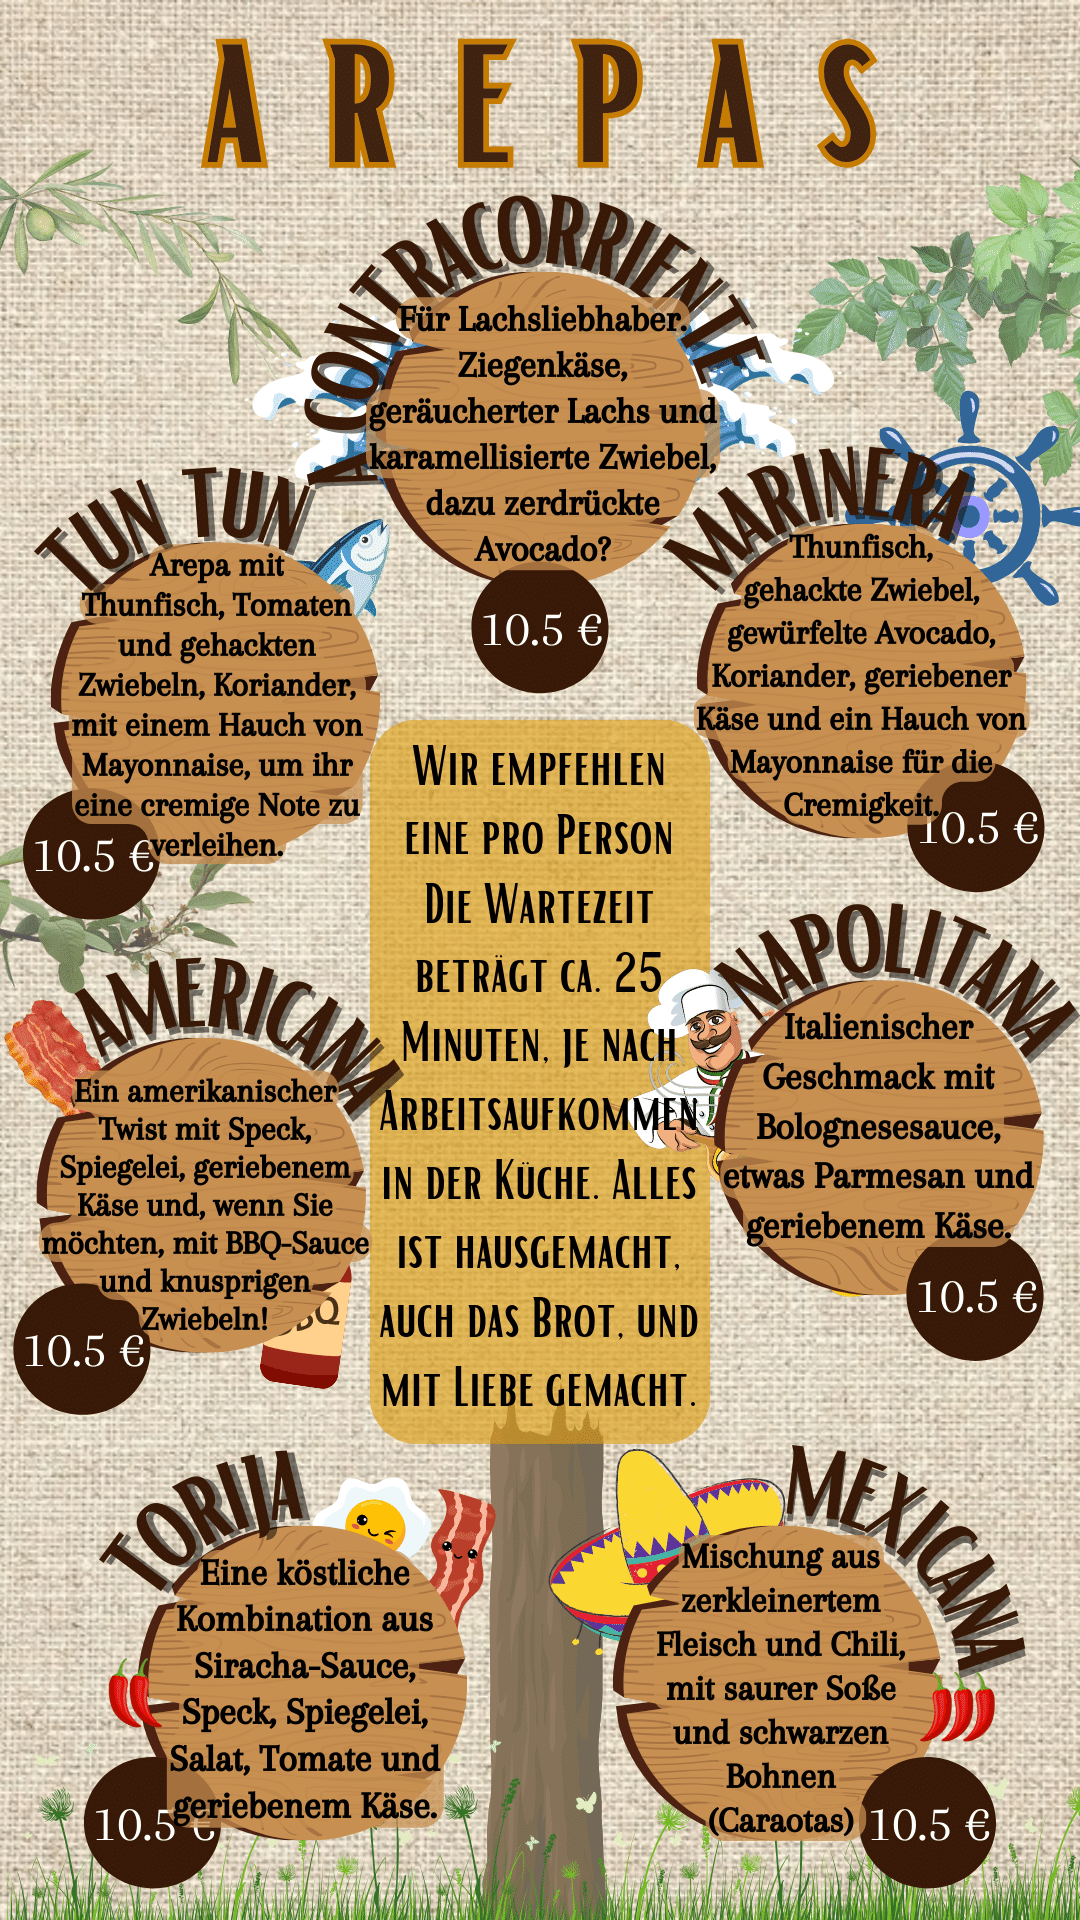 AREPAS
A CONTRACORRIENTE
Für Lachsliebhaber.
Ziegenkäse,
geräucherter Lachs und
karamellisierte Zwiebel,
dazu zerdrückte
Avocado?
10.5 €
TUN TUN
Arepa mit
Thunfisch, Tomaten
und gehackten
Zwiebeln, Koriander,
mit einem Hauch von
Mayonnaise, um ihr
eine cremige Note zu
verleihen.
10.5 €
MARINERA
Thunfisch,
gehackte Zwiebel,
gewürfelte Avocado,
Koriander, geriebener
Käse und ein Hauch von
Mayonnaise für die
Cremigkeit.
10.5 €
Wir empfehlen
eine pro Person
Die Wartezeit
beträgt ca. 25
Minuten, je nach
Arbeitsaufkommen
in der Küche. Alles
ist hausgemacht,
auch das Brot, und
mit Liebe gemacht.
AMERICANA
Ein amerikanischer
Twist mit Speck,
Spiegelei, geriebenem
Käse und, wenn Sie
möchten, mit BBQ-Sauce
und knusprigen
Zwiebeln!
10.5 €
NAPOLITANA
Italienischer
Geschmack mit
Bolognesesauce,
etwas Parmesan und
geriebenem Käse.
10.5 €
TORIJA
Eine köstliche
Kombination aus
Siracha-Sauce,
Speck, Spiegelei,
Salat, Tomate und
geriebenem Käse.
10.5 €
MEXICANA
Mischung aus
zerkleinertem
Fleisch und Chili,
mit saurer Soße
und schwarzen
Bohnen
(Caraotas)
10.5 €